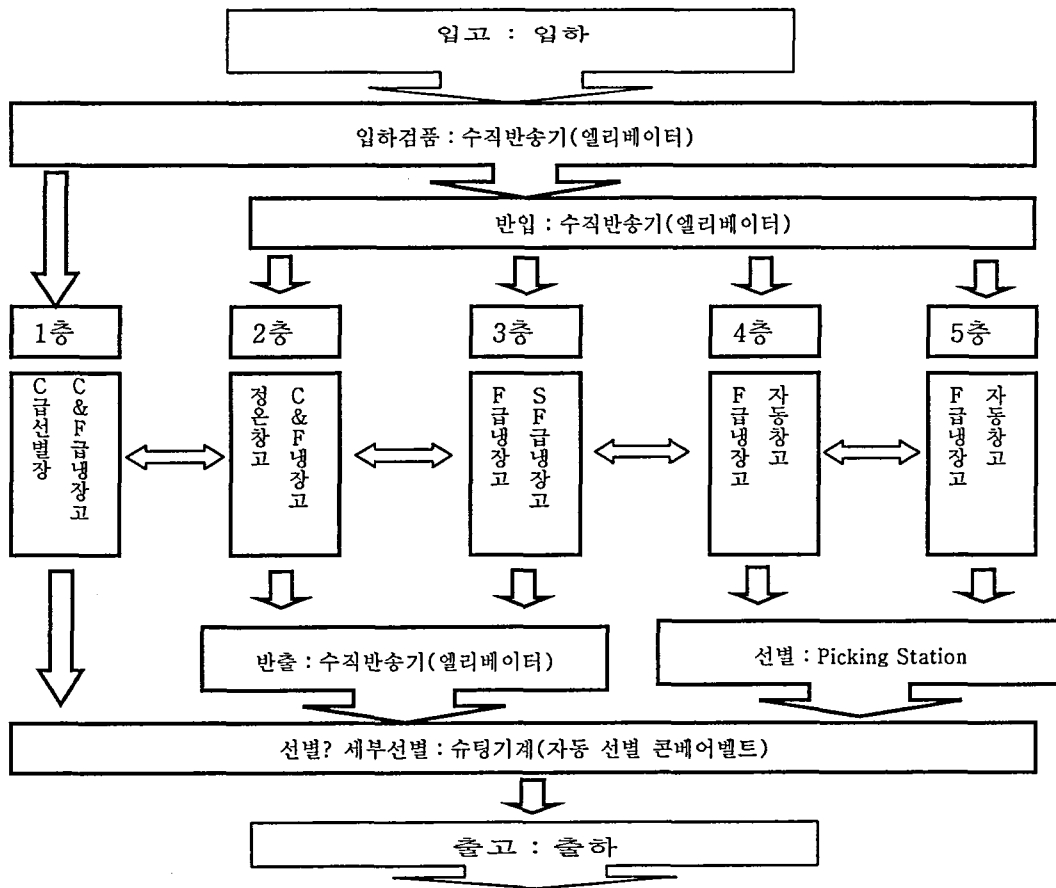 입고 : 입하
입하검품 : 수직반송기(엘리베이터)
반입 : 수직반송기(엘리베이터)
1층
2층
3층
4층
5층
C급선별장
C&F급냉장고
정온창고
C&F냉장고
F급냉장고
SF급냉장고
F급냉장고
자동창고
F급냉장고
자동창고
반출 : 수직반송기(엘리베이터)
선별 : Picking Station
선별? 세부선별 : 슈팅기계(자동 선별 콘베어벨트)
출고 : 출하